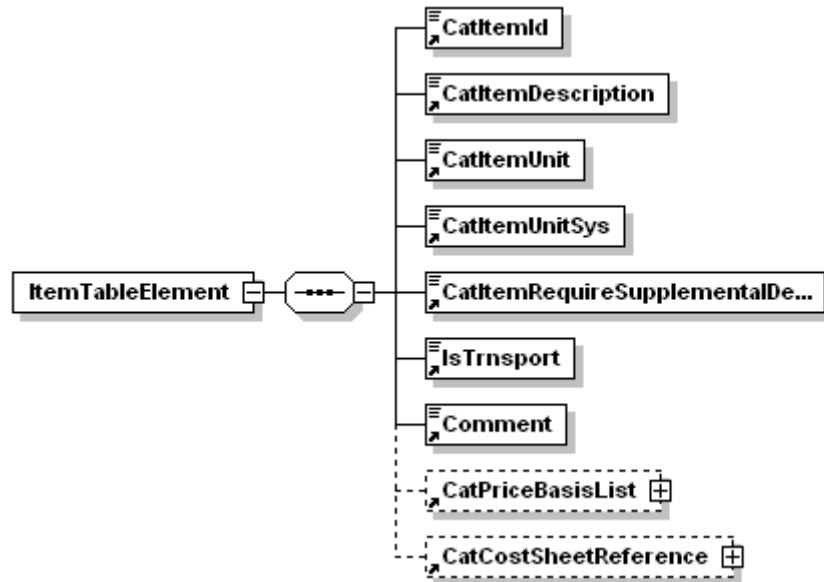 CatItemId
CatItemDescription
CatItemUnit
CatItemUnitSys
ItemTableElement
CatItemRequireSupplementalDe...
IsTrnsport
Comment
CatPriceBasisList
CatCostSheetReference